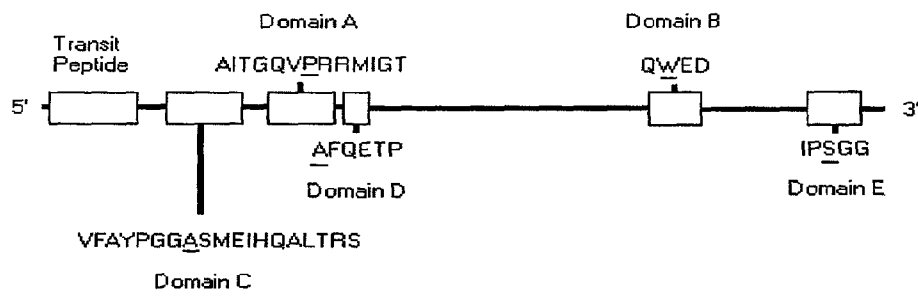 Domain A
Domain B
Transit
Peptide
AITGQVPRRMIGT
QWED
5'
3'
AFQETP
IPSGG
Domain D
Domain E
VFAYPGGASMEIHQALTRS
Domain C